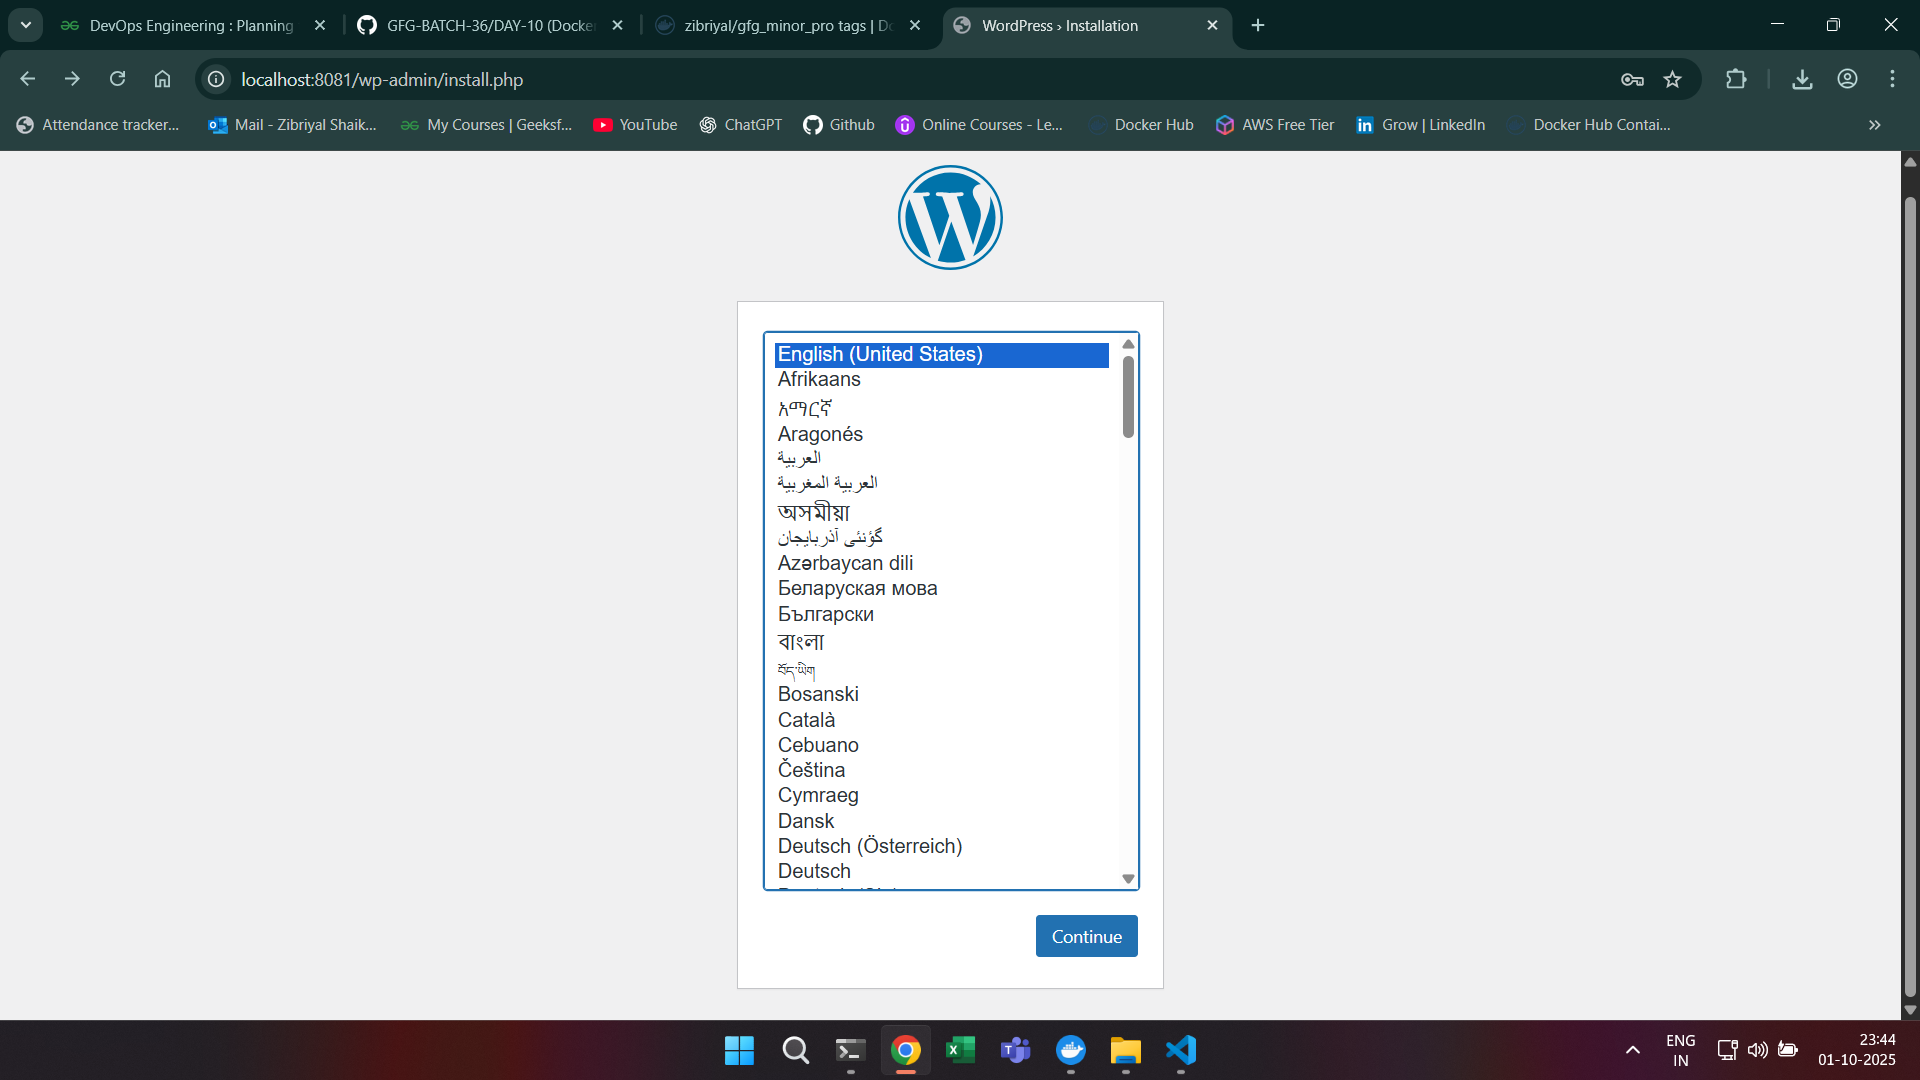 DevOps Engineering : Planning
GFG-BATCH-36/DAY-10 (Docke
zibriyal/gfg_minor_pro tags | Do
WordPress › Installation
localhost:8081/wp-admin/install.php
Attendance tracker...
Mail - Zibriyal Shaik...
My Courses | Geeksf...
YouTube
ChatGPT
Github
Online Courses - Le...
Docker Hub
AWS Free Tier
Grow | LinkedIn
Docker Hub Contai...
English (United States)
Afrikaans
አማርኛ
Aragonés
العربية
العربية المغربية
অসমীয়া
گؤنئی آذربایجان
Azərbaycan dili
Беларуская мова
Български
বাংলা
བོད་ཡིག
Bosanski
Català
Cebuano
Čeština
Cymraeg
Dansk
Deutsch (Österreich)
Deutsch
Continue
ENG
IN
23:44
01-10-2025